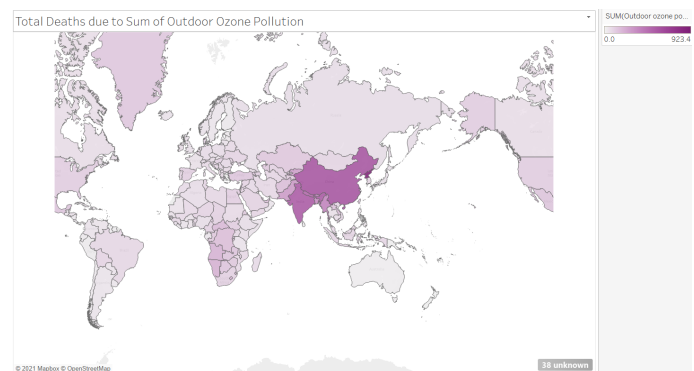 Total Deaths due to Sum of Outdoor Ozone Pollution
SUM(Outdoor ozone po...
0.0 923.4
© 2021 Mapbox © OpenStreetMap
38 unknown